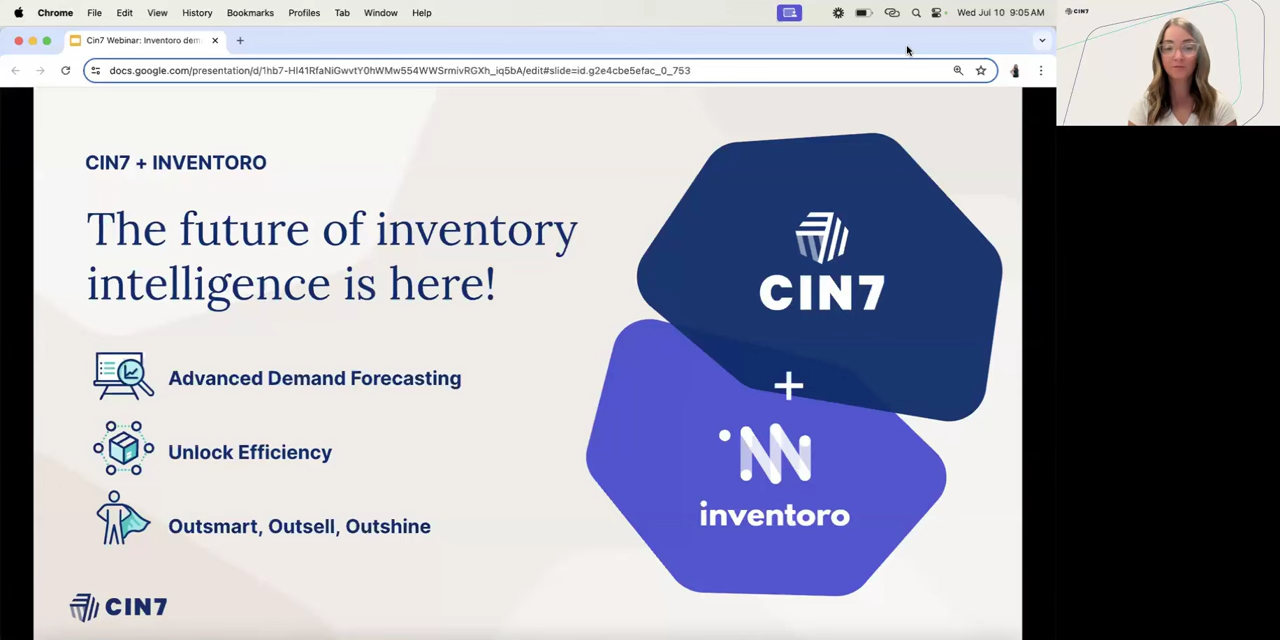 Chrome File Edit View History Bookmarks Profiles Tab Window Help Wed Jul 10 9:05 AM
Cin7 Webinar: Inventoro dem
docs.google.com/presentation/d/1hb7-Hl41RfaNiGwvtY0hWMw554WWSrmivRGXh_iq5bA/edit#slide=id.g2e4cbe5efac_0_753
CIN7
CIN7 + INVENTORO
The future of inventory
intelligence is here!
Advanced Demand Forecasting
Unlock Efficiency
Outsmart, Outsell, Outshine
CIN7
CIN7
+
inventoro